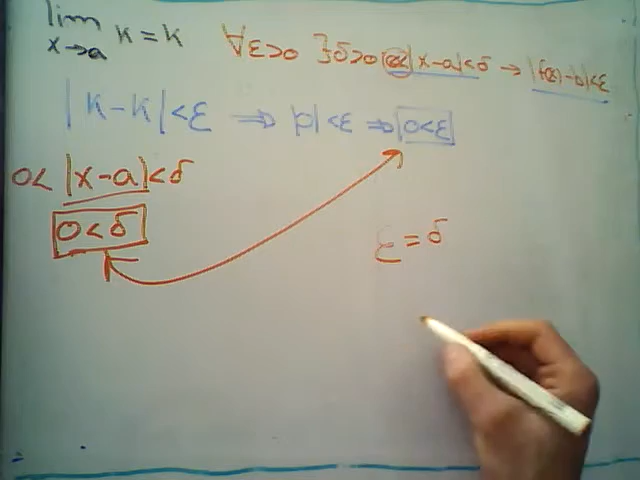 lim x→a k = k ∀ε>0 ∃δ>0 0<|x-a|<δ → |f(x)-b|<ε
|k-k|<ε ⇒ |0|<ε ⇒ 0<ε
0<|x-a|<δ
0<δ
ε=δ